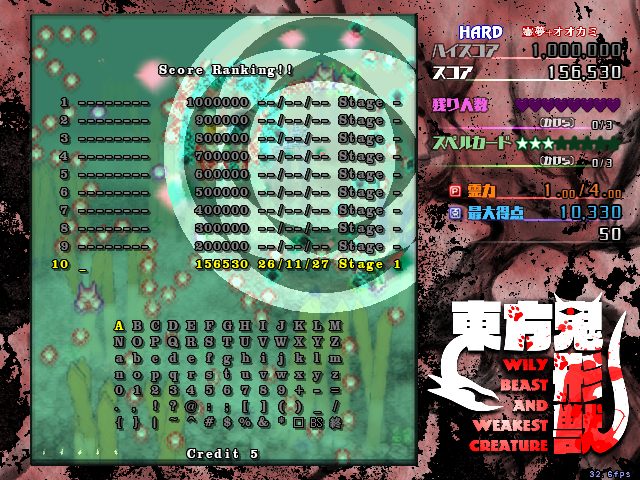 Score Ranking!!
1 -------- 1000000 --/--/-- Stage -
2 -------- 900000 --/--/-- Stage -
3 -------- 800000 --/--/-- Stage -
4 -------- 700000 --/--/-- Stage -
5 -------- 600000 --/--/-- Stage -
6 -------- 500000 --/--/-- Stage -
7 -------- 400000 --/--/-- Stage -
8 -------- 300000 --/--/-- Stage -
9 -------- 200000 --/--/-- Stage -
10 _ 156530 26/11/27 Stage 1
A B C D E F G H I J K L M
N O P Q R S T U V W X Y Z
a b c d e f g h i j k l m
n o p q r s t u v w x y z
0 1 2 3 4 5 6 7 8 9 + - =
. , ! ? @ : ; [ ] ( ) _ /
{ } | ~ ^ # $ % & * □ BS 終
Credit 5
HARD 霊夢+オオカミ
ハイスコア 1,000,000
スコア 156,530
残り人数
(かけら) 0/3
スペルカード ★★★★★★★★
(かけら) 0/3
P 霊力 1.00/4.00
最大得点 10,330
50
東方鬼形獣
WILY
BEAST
AND
WEAKEST
CREATURE
32.6fps